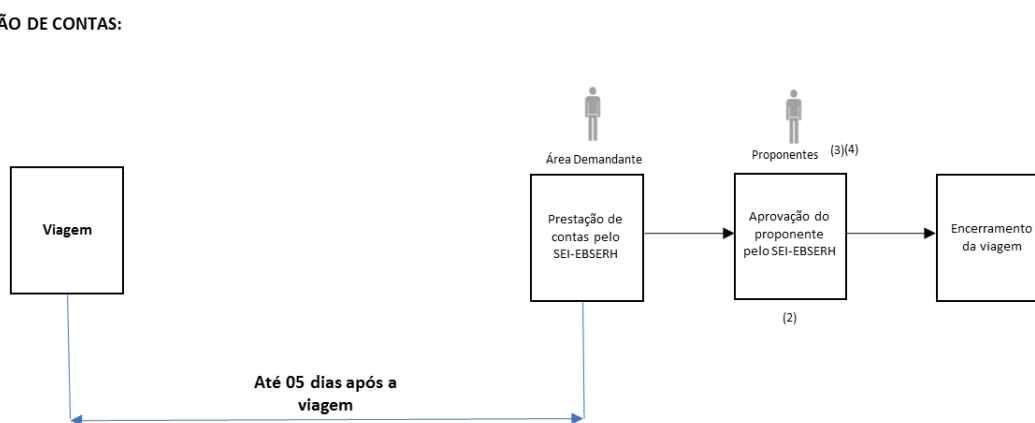 ÃO DE CONTAS:
Área Demandante
Proponentes (3)(4)
Viagem
Prestação de
contas pelo
SEI-EBSERH
Aprovação do
proponente
pelo SEI-EBSERH
Encerramento
da viagem
(2)
Até 05 dias após a
viagem